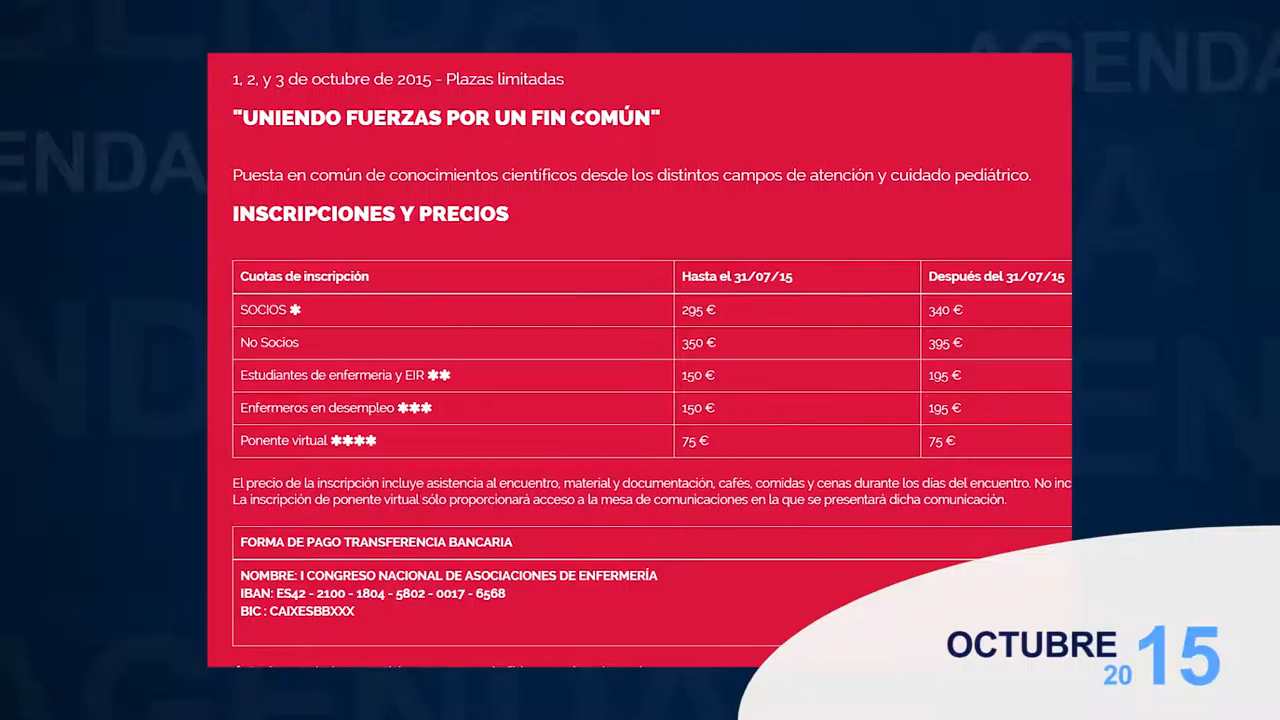 AGENDA
AGENDA
ENDA
1, 2, y 3 de octubre de 2015 - Plazas limitadas
"UNIENDO FUERZAS POR UN FIN COMÚN"
Puesta en común de conocimientos científicos desde los distintos campos de atención y cuidado pediátrico.
INSCRIPCIONES Y PRECIOS
Cuotas de inscripción Hasta el 31/07/15 Después del 31/07/15
SOCIOS * 295 € 340 €
No Socios 350 € 395 €
Estudiantes de enfermeria y EIR ** 150 € 195 €
Enfermeros en desempleo *** 150 € 195 €
Ponente virtual **** 75 € 75 €
El precio de la inscripción incluye asistencia al encuentro, material y documentación, cafés, comidas y cenas durante los días del encuentro. No inc
La inscripción de ponente virtual sólo proporcionará acceso a la mesa de comunicaciones en la que se presentará dicha comunicación.
FORMA DE PAGO TRANSFERENCIA BANCARIA
NOMBRE: I CONGRESO NACIONAL DE ASOCIACIONES DE ENFERMERÍA
IBAN: ES42 - 2100 - 1804 - 5802 - 0017 - 6568
BIC : CAIXESBBXXX
OCTUBRE
2015